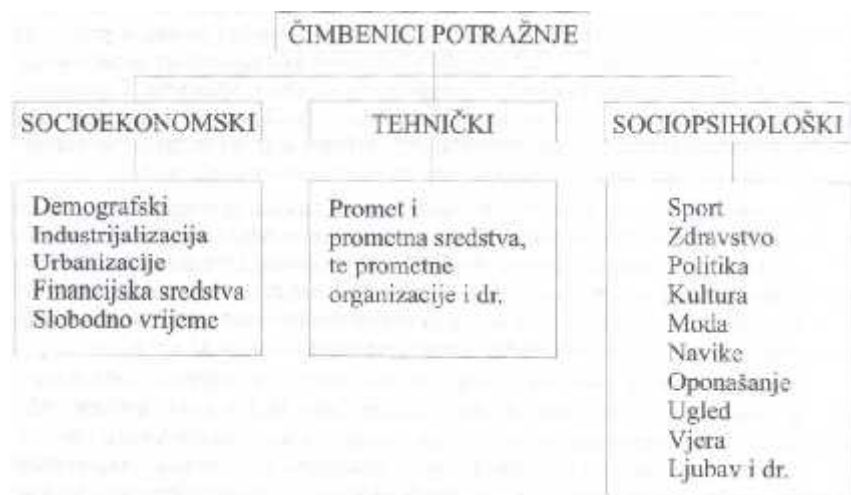 ČIMBENICI POTRAŽNJE
SOCIOEKONOMSKI
TEHNIČKI
SOCIOPSIHOLOŠKI
Demografski
Industrijalizacija
Urbanizacije
Financijska sredstva
Slobodno vrijeme
Promet i
prometna sredstva,
te prometne
organizacije i dr.
Sport
Zdravstvo
Politika
Kultura
Moda
Navike
Oponašanje
Ugled
Vjera
Ljubav i dr.